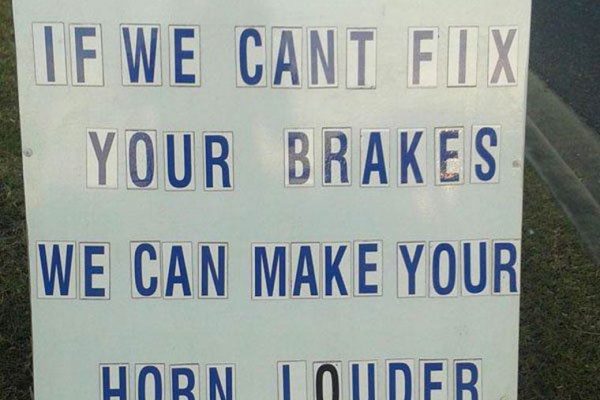 IF WE CANT FIX
YOUR BRAKES
WE CAN MAKE YOUR
HORN LOUDER